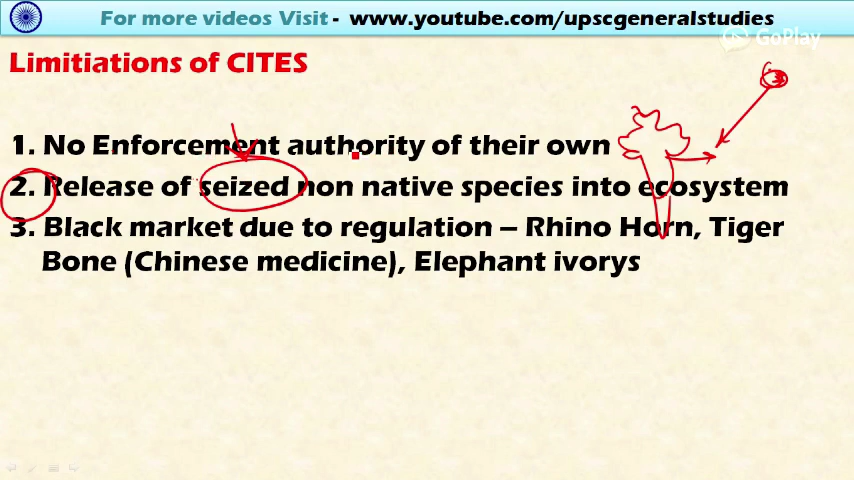 For more videos Visit - www.youtube.com/upscgeneralstudies
GoPlay
Limitiations of CITES
1. No Enforcement authority of their own
2. Release of seized non native species into ecosystem
3. Black market due to regulation – Rhino Horn, Tiger
Bone (Chinese medicine), Elephant ivorys